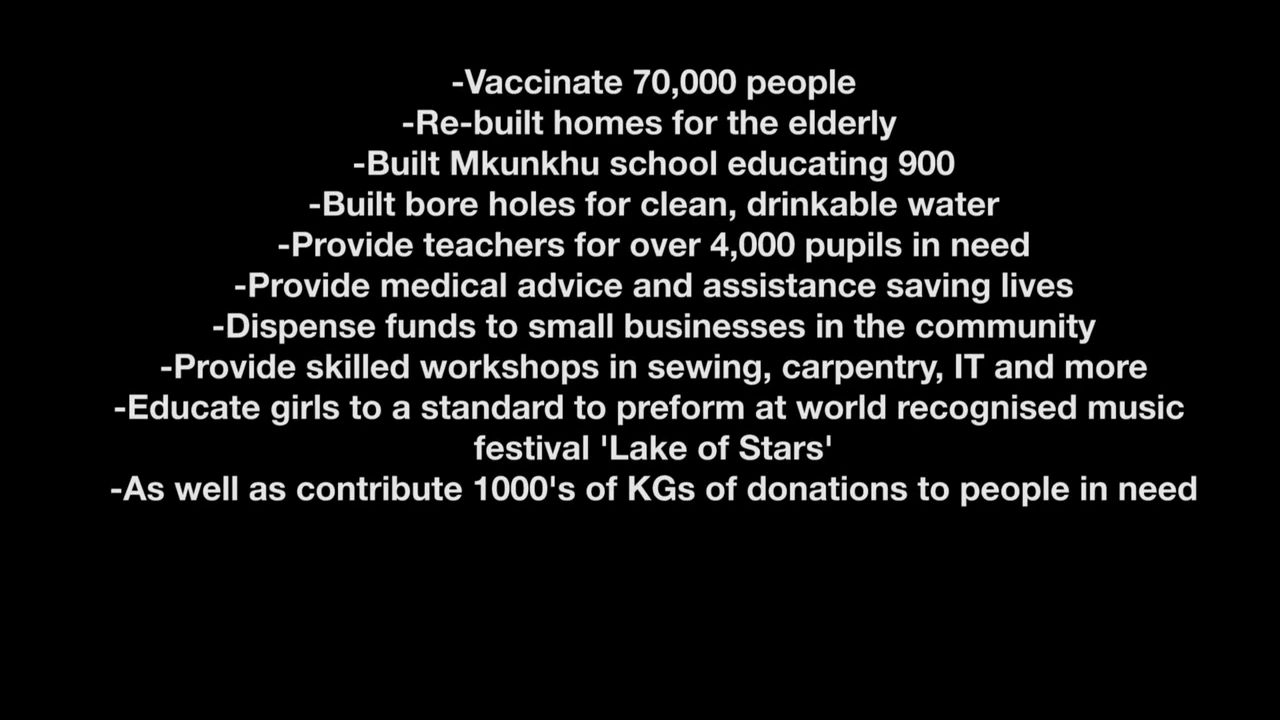 -Vaccinate 70,000 people
-Re-built homes for the elderly
-Built Mkunkhu school educating 900
-Built bore holes for clean, drinkable water
-Provide teachers for over 4,000 pupils in need
-Provide medical advice and assistance saving lives
-Dispense funds to small businesses in the community
-Provide skilled workshops in sewing, carpentry, IT and more
-Educate girls to a standard to preform at world recognised music
festival 'Lake of Stars'
-As well as contribute 1000's of KGs of donations to people in need